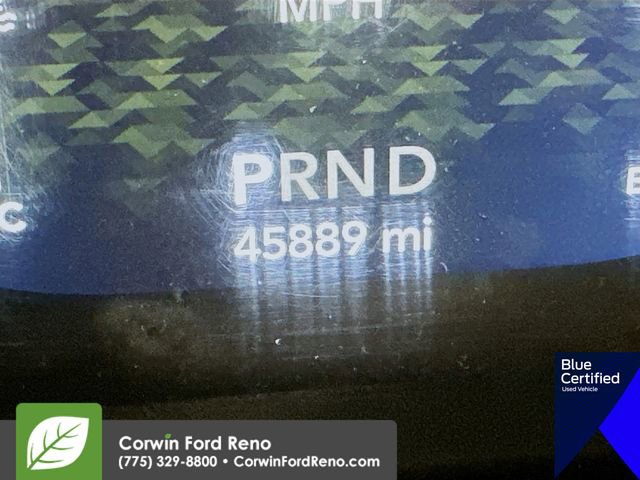 MPH
PRND
45889 mi
C
Blue
Certified
Used Vehicle
Corwin Ford Reno
(775) 329-8800 • CorwinFordReno.com